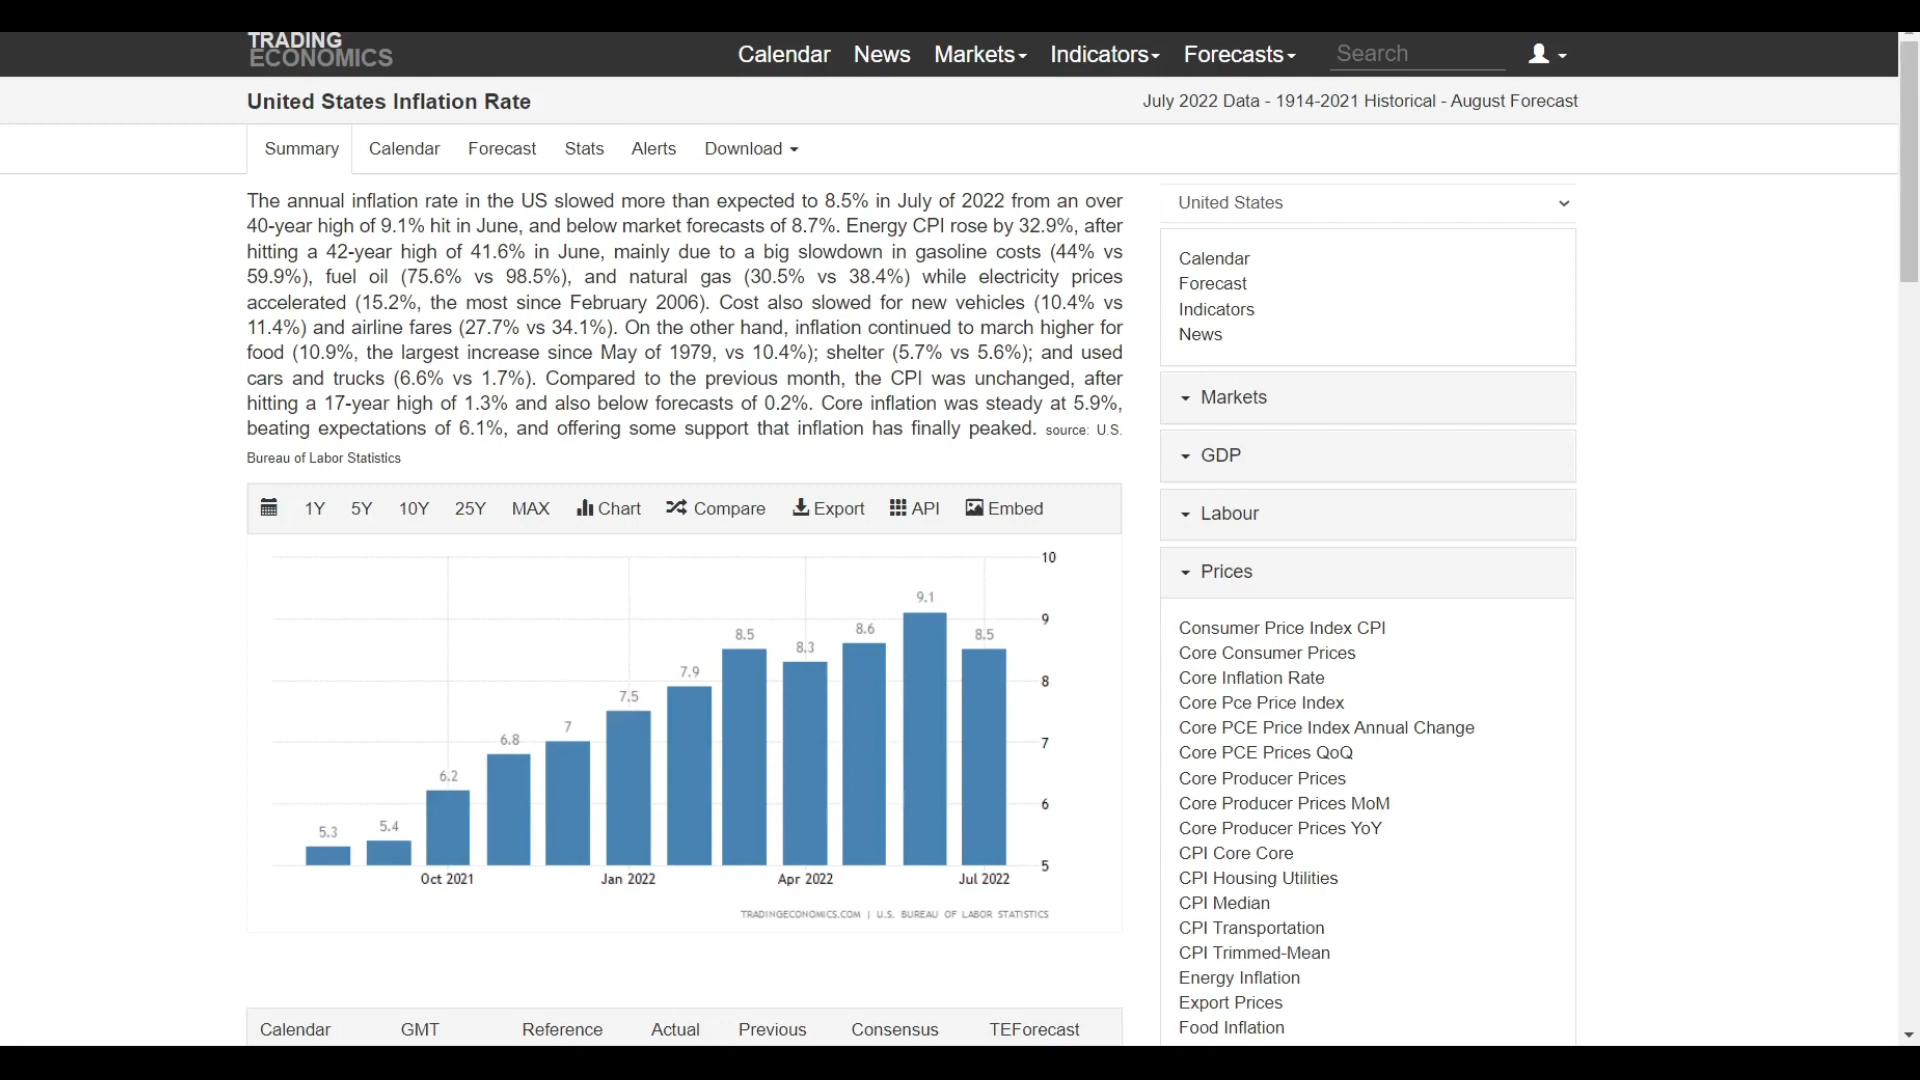 TRADING
ECONOMICS
Calendar News Markets Indicators Forecasts Search
United States Inflation Rate
July 2022 Data - 1914-2021 Historical - August Forecast
Summary Calendar Forecast Stats Alerts Download
The annual inflation rate in the US slowed more than expected to 8.5% in July of 2022 from an over
40-year high of 9.1% hit in June, and below market forecasts of 8.7%. Energy CPI rose by 32.9%, after
hitting a 42-year high of 41.6% in June, mainly due to a big slowdown in gasoline costs (44% vs
59.9%), fuel oil (75.6% vs 98.5%), and natural gas (30.5% vs 38.4%) while electricity prices
accelerated (15.2%, the most since February 2006). Cost also slowed for new vehicles (10.4% vs
11.4%) and airline fares (27.7% vs 34.1%). On the other hand, inflation continued to march higher for
food (10.9%, the largest increase since May of 1979, vs 10.4%); shelter (5.7% vs 5.6%); and used
cars and trucks (6.6% vs 1.7%). Compared to the previous month, the CPI was unchanged, after
hitting a 17-year high of 1.3% and also below forecasts of 0.2%. Core inflation was steady at 5.9%,
beating expectations of 6.1%, and offering some support that inflation has finally peaked. source: U.S.
Bureau of Labor Statistics
1Y 5Y 10Y 25Y MAX Chart Compare Export API Embed
10
9
8
7
6
5
5.3
5.4
6.2
6.8
7
7.5
7.9
8.5
8.3
8.6
9.1
8.5
Oct 2021 Jan 2022 Apr 2022 Jul 2022
TRADINGECONOMICS.COM | U.S. BUREAU OF LABOR STATISTICS
Calendar GMT Reference Actual Previous Consensus TEForecast
United States
Calendar
Forecast
Indicators
News
Markets
GDP
Labour
Prices
Consumer Price Index CPI
Core Consumer Prices
Core Inflation Rate
Core Pce Price Index
Core PCE Price Index Annual Change
Core PCE Prices QoQ
Core Producer Prices
Core Producer Prices MoM
Core Producer Prices YoY
CPI Core Core
CPI Housing Utilities
CPI Median
CPI Transportation
CPI Trimmed-Mean
Energy Inflation
Export Prices
Food Inflation